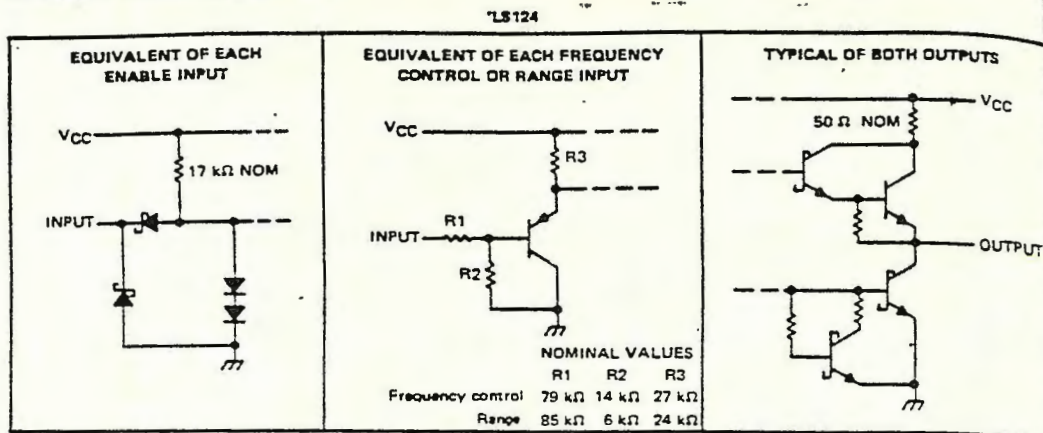 'LS124
EQUIVALENT OF EACH
ENABLE INPUT
VCC
17 kΩ NOM
INPUT
EQUIVALENT OF EACH FREQUENCY
CONTROL OR RANGE INPUT
VCC
R3
R1
INPUT
R2
NOMINAL VALUES
R1 R2 R3
Frequency control 79 kΩ 14 kΩ 27 kΩ
Range 85 kΩ 6 kΩ 24 kΩ
TYPICAL OF BOTH OUTPUTS
VCC
50 Ω NOM
OUTPUT